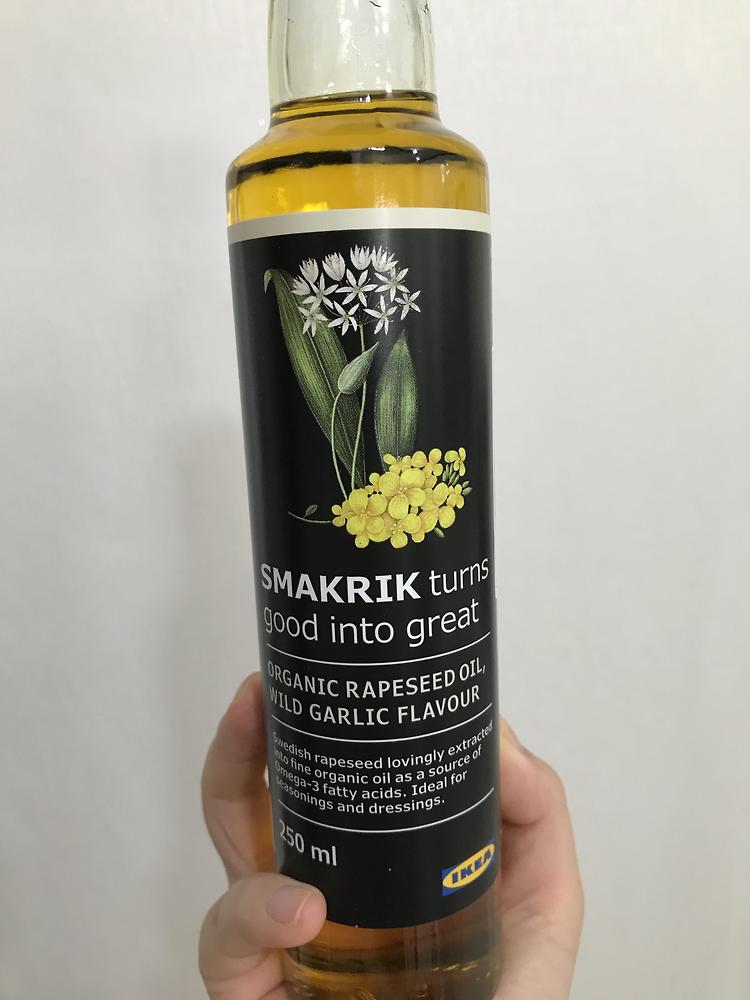 SMAKRIK turns
good into great
ORGANIC RAPESEED OIL,
WILD GARLIC FLAVOUR
Swedish rapeseed lovingly extracted
into fine organic oil as a source of
Omega-3 fatty acids. Ideal for
seasonings and dressings.
250 ml
IKEA